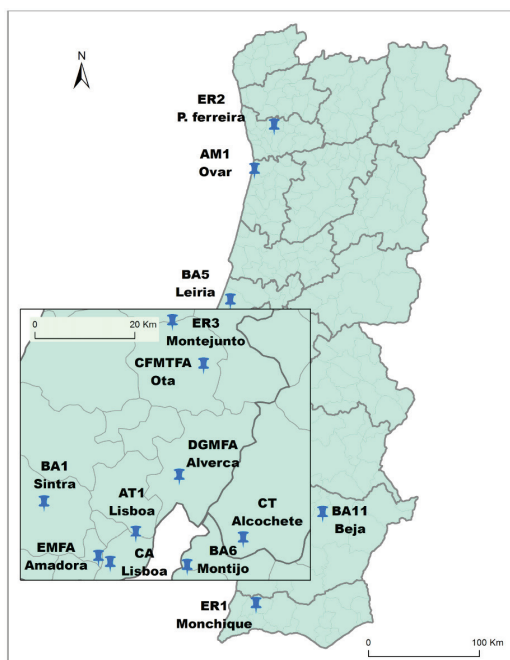 N
ER2
P. ferreira
AM1
Ovar
BA5
Leiria
0
20 Km
ER3
Montejunto
CFMTFA
Ota
DGMFA
Alverca
BA1
Sintra
AT1
Lisboa
CT
Alcochete
BA11
Beja
EMFA
Amadora
CA
Lisboa
BA6
Montijo
ER1
Monchique
0
100 Km